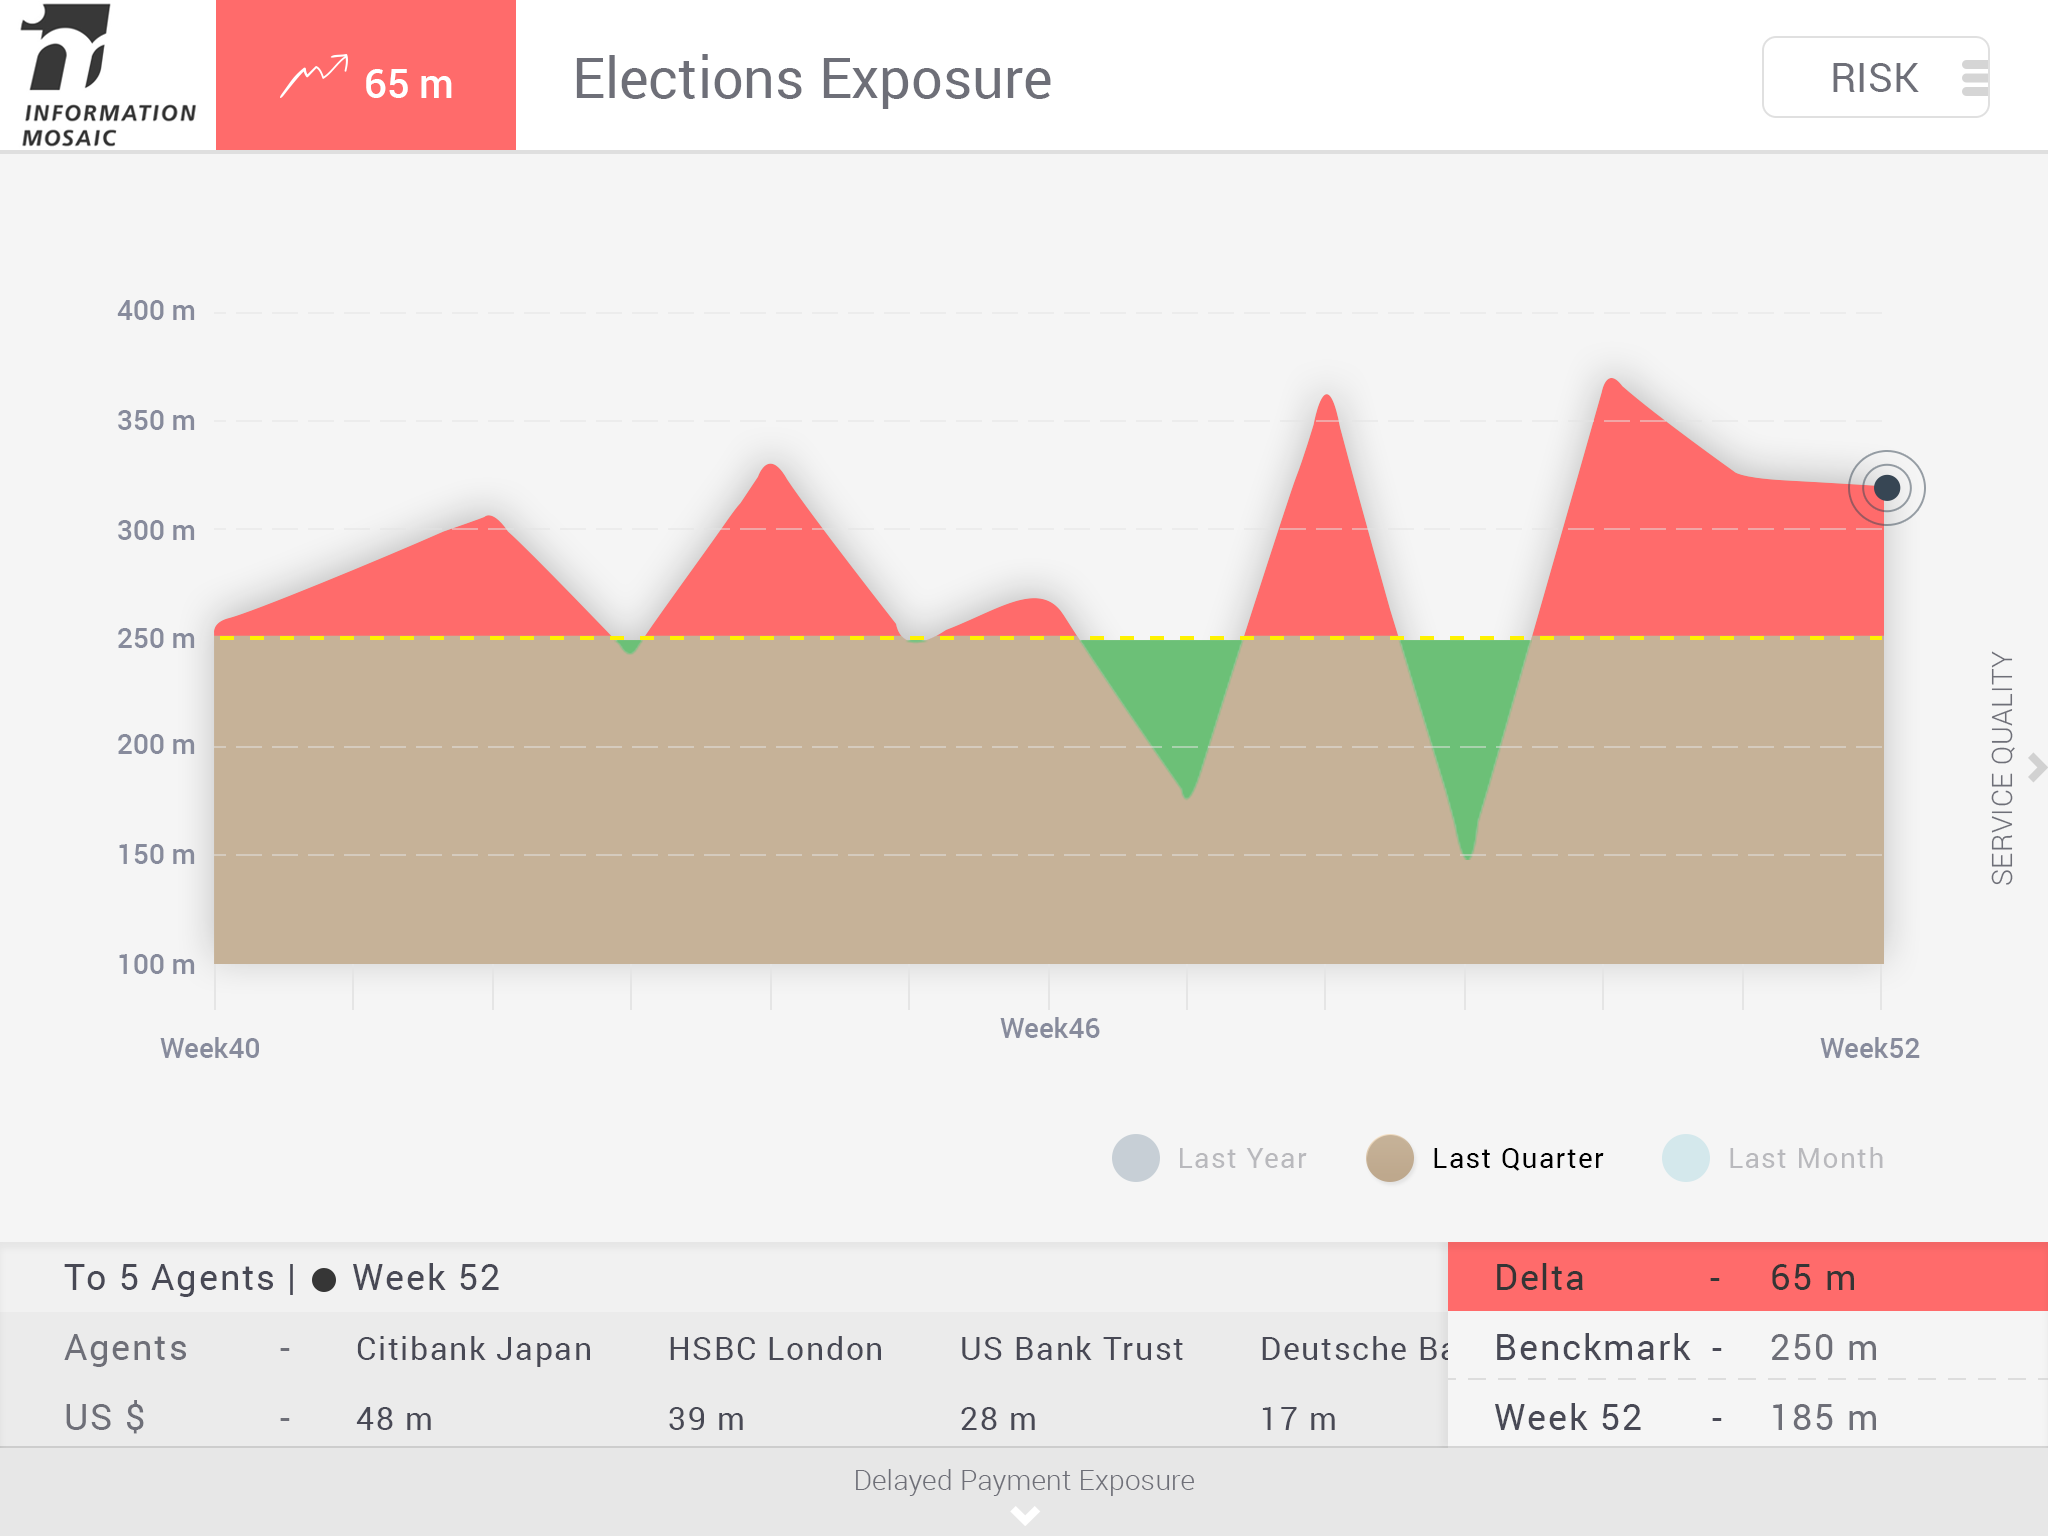 INFORMATION
MOSAIC
65 m
Elections Exposure
RISK
400 m
350 m
300 m
250 m
200 m
150 m
100 m
Week40
Week46
Week52
SERVICE QUALITY
Last Year
Last Quarter
Last Month
To 5 Agents | ● Week 52
Agents - Citibank Japan HSBC London US Bank Trust Deutsche Ba
US $ - 48 m 39 m 28 m 17 m
Delta - 65 m
Benckmark - 250 m
Week 52 - 185 m
Delayed Payment Exposure